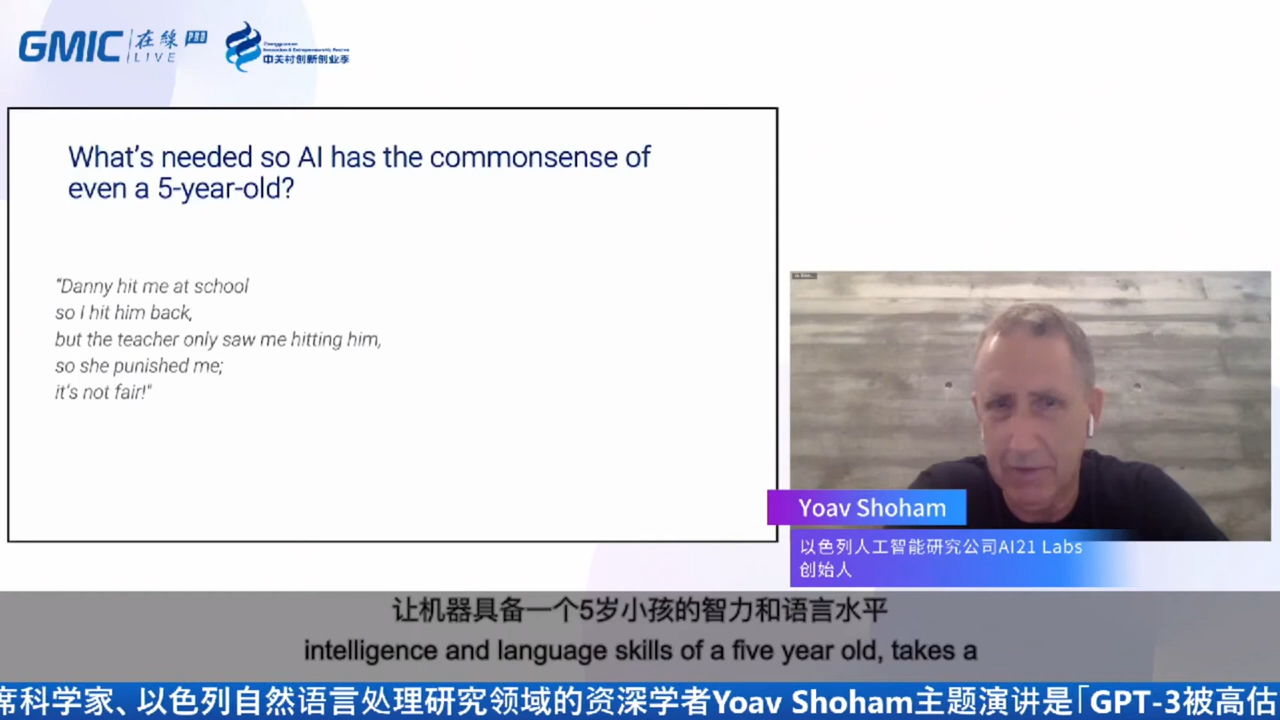 GMIC 在線 PRO
LIVE
Innovation & Entrepreneurship Season
中关村创新创业季
What's needed so AI has the commonsense of
even a 5-year-old?
"Danny hit me at school
so I hit him back,
but the teacher only saw me hitting him,
so she punished me;
it's not fair!"
Yoav Shoham
以色列人工智能研究公司AI21 Labs
创始人
让机器具备一个5岁小孩的智力和语言水平
intelligence and language skills of a five year old, takes a
席科学家、以色列自然语言处理研究领域的资深学者Yoav Shoham主题演讲是「GPT-3被高估